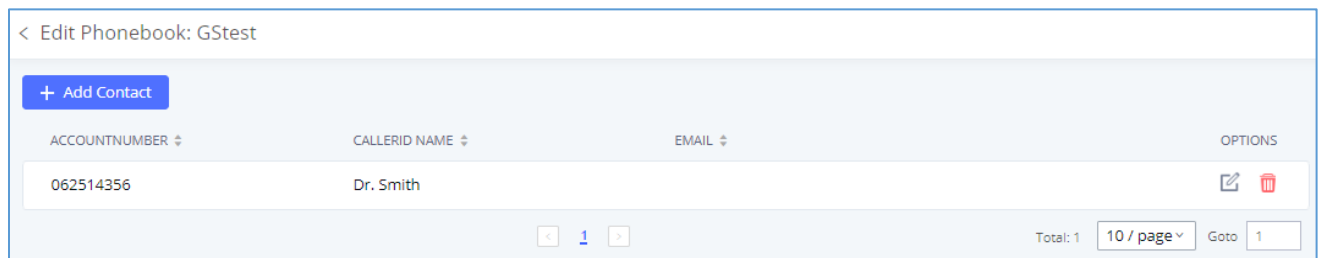 < Edit Phonebook: GStest
+ Add Contact
ACCOUNTNUMBER CALLERID NAME EMAIL OPTIONS
062514356 Dr. Smith
< 1 > Total: 1 10 / page Goto 1